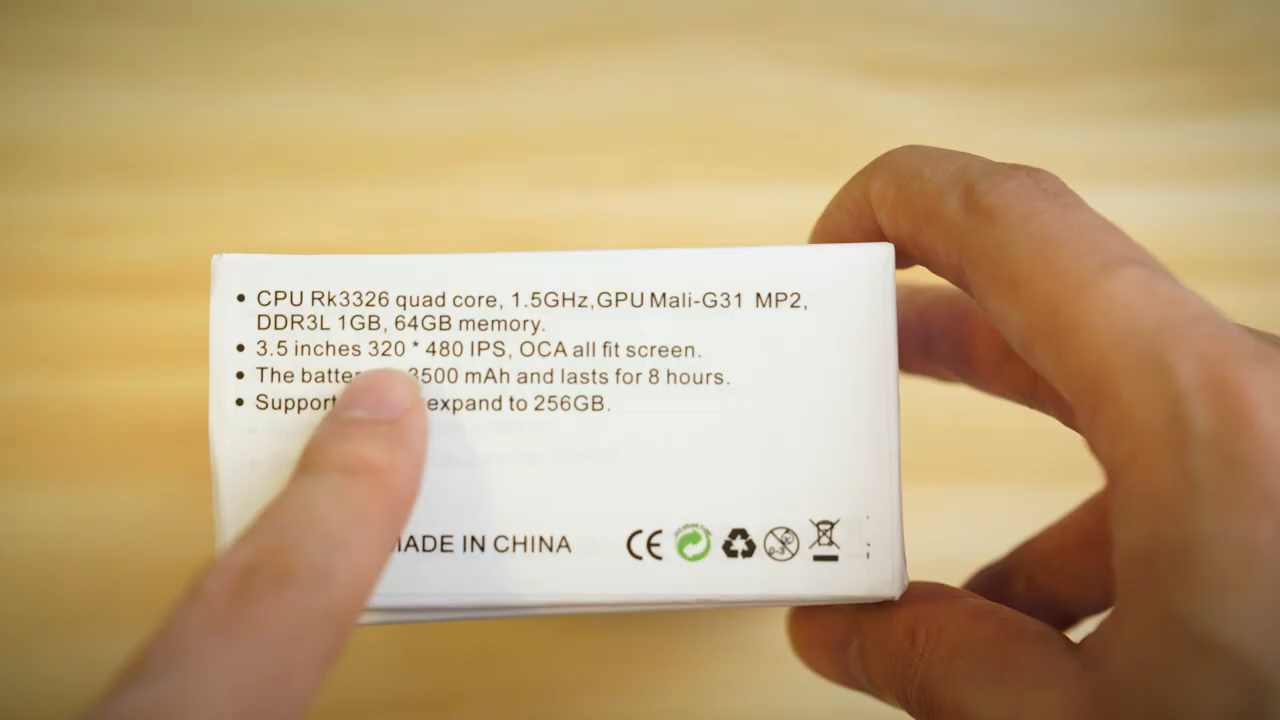 • CPU Rk3326 quad core, 1.5GHz,GPU Mali-G31 MP2,
DDR3L 1GB, 64GB memory.
• 3.5 inches 320 * 480 IPS, OCA all fit screen.
• The 3500 mAh and lasts for 8 hours.
• Support expand to 256GB.
MADE IN CHINA CE